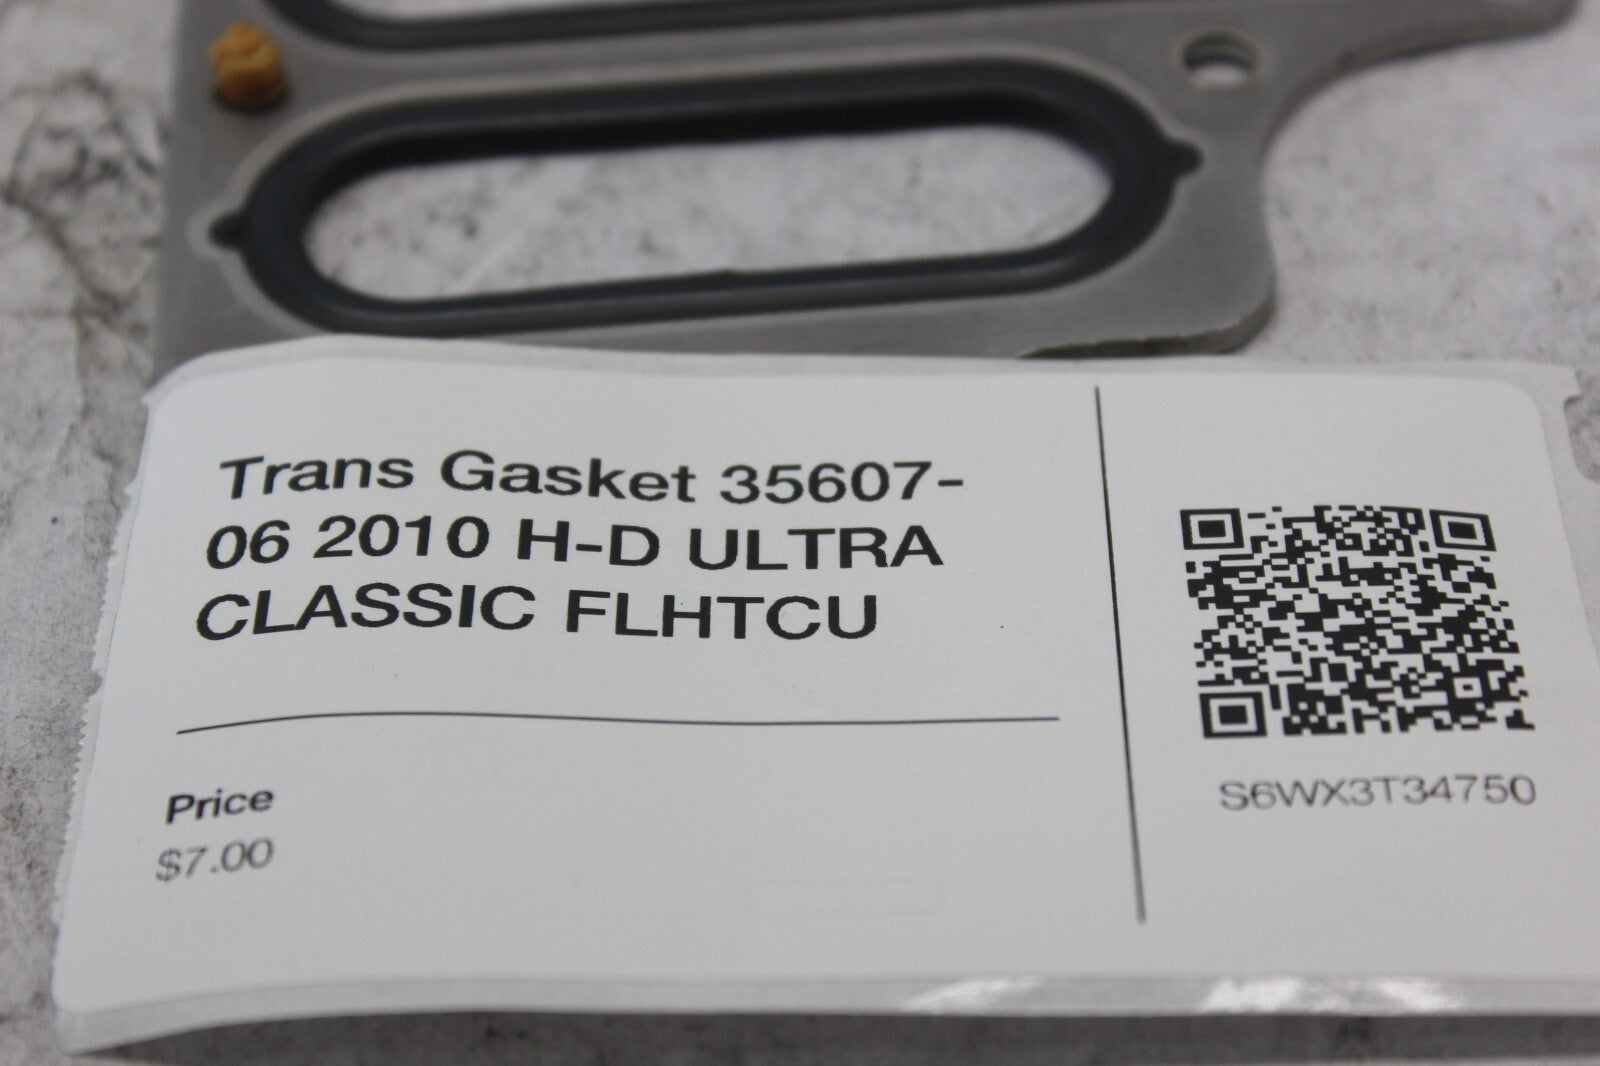 Trans Gasket 35607-
06 2010 H-D ULTRA
CLASSIC FLHTCU
Price
$7.00
S6WX3T34750